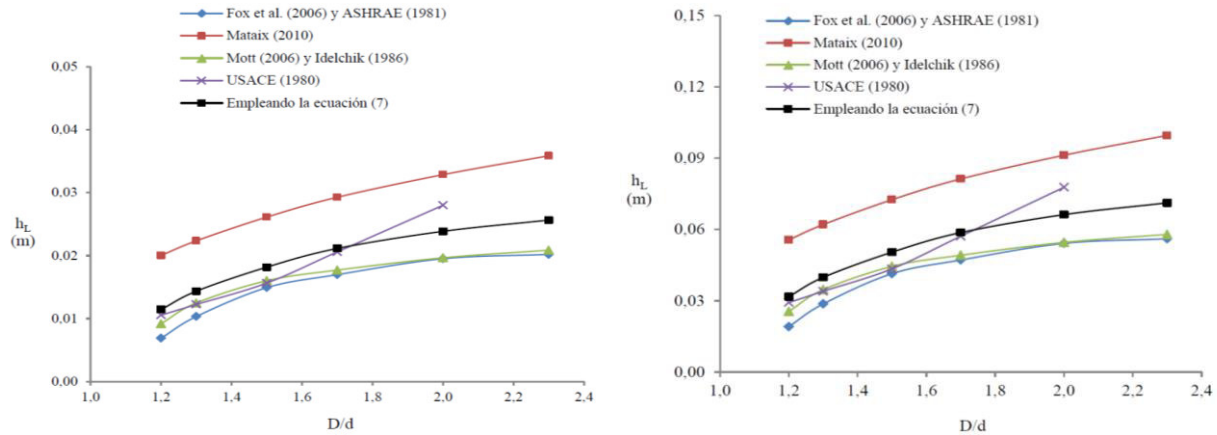 Fox et al. (2006) y ASHRAE (1981)
Mataix (2010)
Mott (2006) y Idelchik (1986)
USACE (1980)
Empleando la ecuación (7)
0,05
0,04
0,03
0,02
0,01
0,00
h_L
(m)
1,0 1,2 1,4 1,6 1,8 2,0 2,2 2,4
D/d
Fox et al. (2006) y ASHRAE (1981)
Mataix (2010)
Mott (2006) y Idelchik (1986)
USACE (1980)
Empleando la ecuación (7)
0,15
0,12
0,09
0,06
0,03
0,00
h_L
(m)
1,0 1,2 1,4 1,6 1,8 2,0 2,2 2,4
D/d